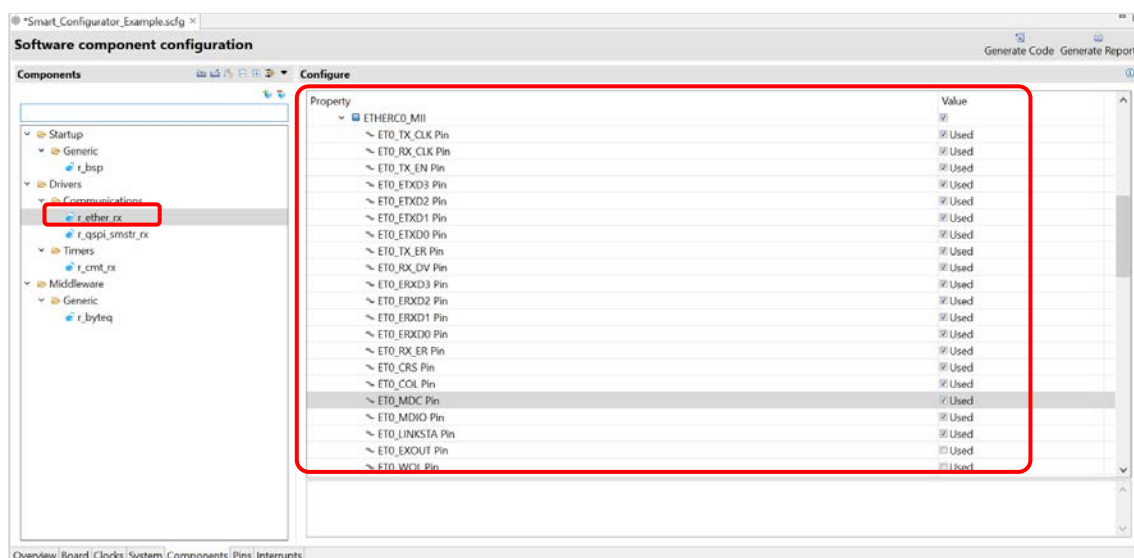 *Smart_Configurator_Example.scfg
Software component configuration
Generate Code Generate Report
Components
Configure
Startup
Generic
r_bsp
Drivers
Communications
r_ether_rx
r_qspi_smstr_rx
Timers
r_cmt_rx
Middleware
Generic
r_byteq
Property Value
ETHERC0_MII
ET0_TX_CLK Pin Used
ET0_RX_CLK Pin Used
ET0_TX_EN Pin Used
ET0_ETXD3 Pin Used
ET0_ETXD2 Pin Used
ET0_ETXD1 Pin Used
ET0_ETXD0 Pin Used
ET0_TX_ER Pin Used
ET0_RX_DV Pin Used
ET0_ERXD3 Pin Used
ET0_ERXD2 Pin Used
ET0_ERXD1 Pin Used
ET0_ERXD0 Pin Used
ET0_RX_ER Pin Used
ET0_CRS Pin Used
ET0_COL Pin Used
ET0_MDC Pin Used
ET0_MDIO Pin Used
ET0_LINKSTA Pin Used
ET0_EXOUT Pin Used
ET0_WOL Pin Used
Overview Board Clocks System Components Pins Interrupts